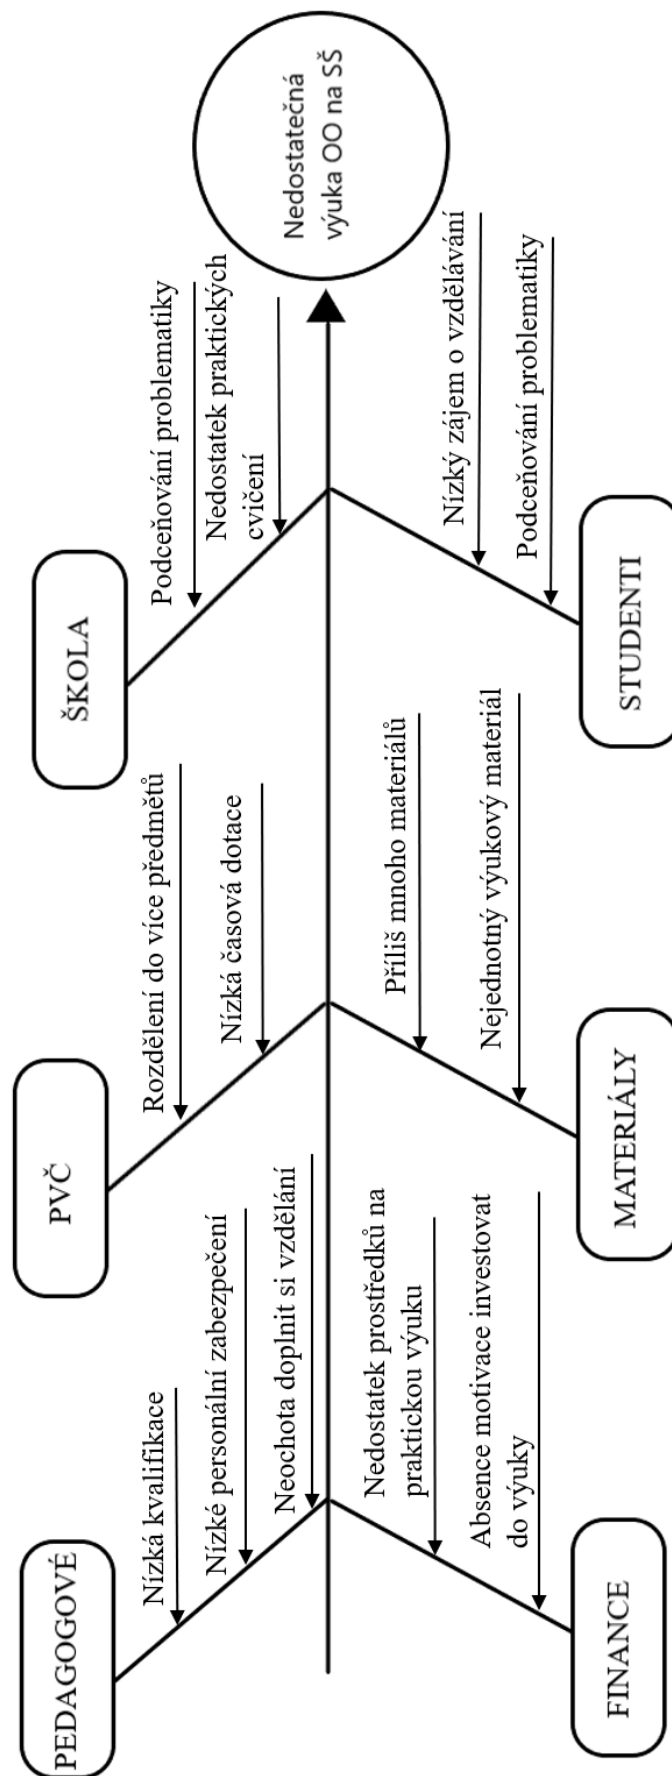 PEDAGOGOVÉ
Nízká kvalifikace
Nízké personální zabezpečení
Neochota doplnit si vzdělání
PVČ
Rozdělení do více předmětů
Nízká časová dotace
ŠKOLA
Podceňování problematiky
Nedostatek praktických
cvičení
Nedostatečná
výuka OO na SŠ
Nedostatek prostředků na
praktickou výuku
Absence motivace investovat
do výuky
FINANCE
Příliš mnoho materiálů
Nejednotný výukový materiál
MATERIÁLY
Nízký zájem o vzdělávání
Podceňování problematiky
STUDENTI